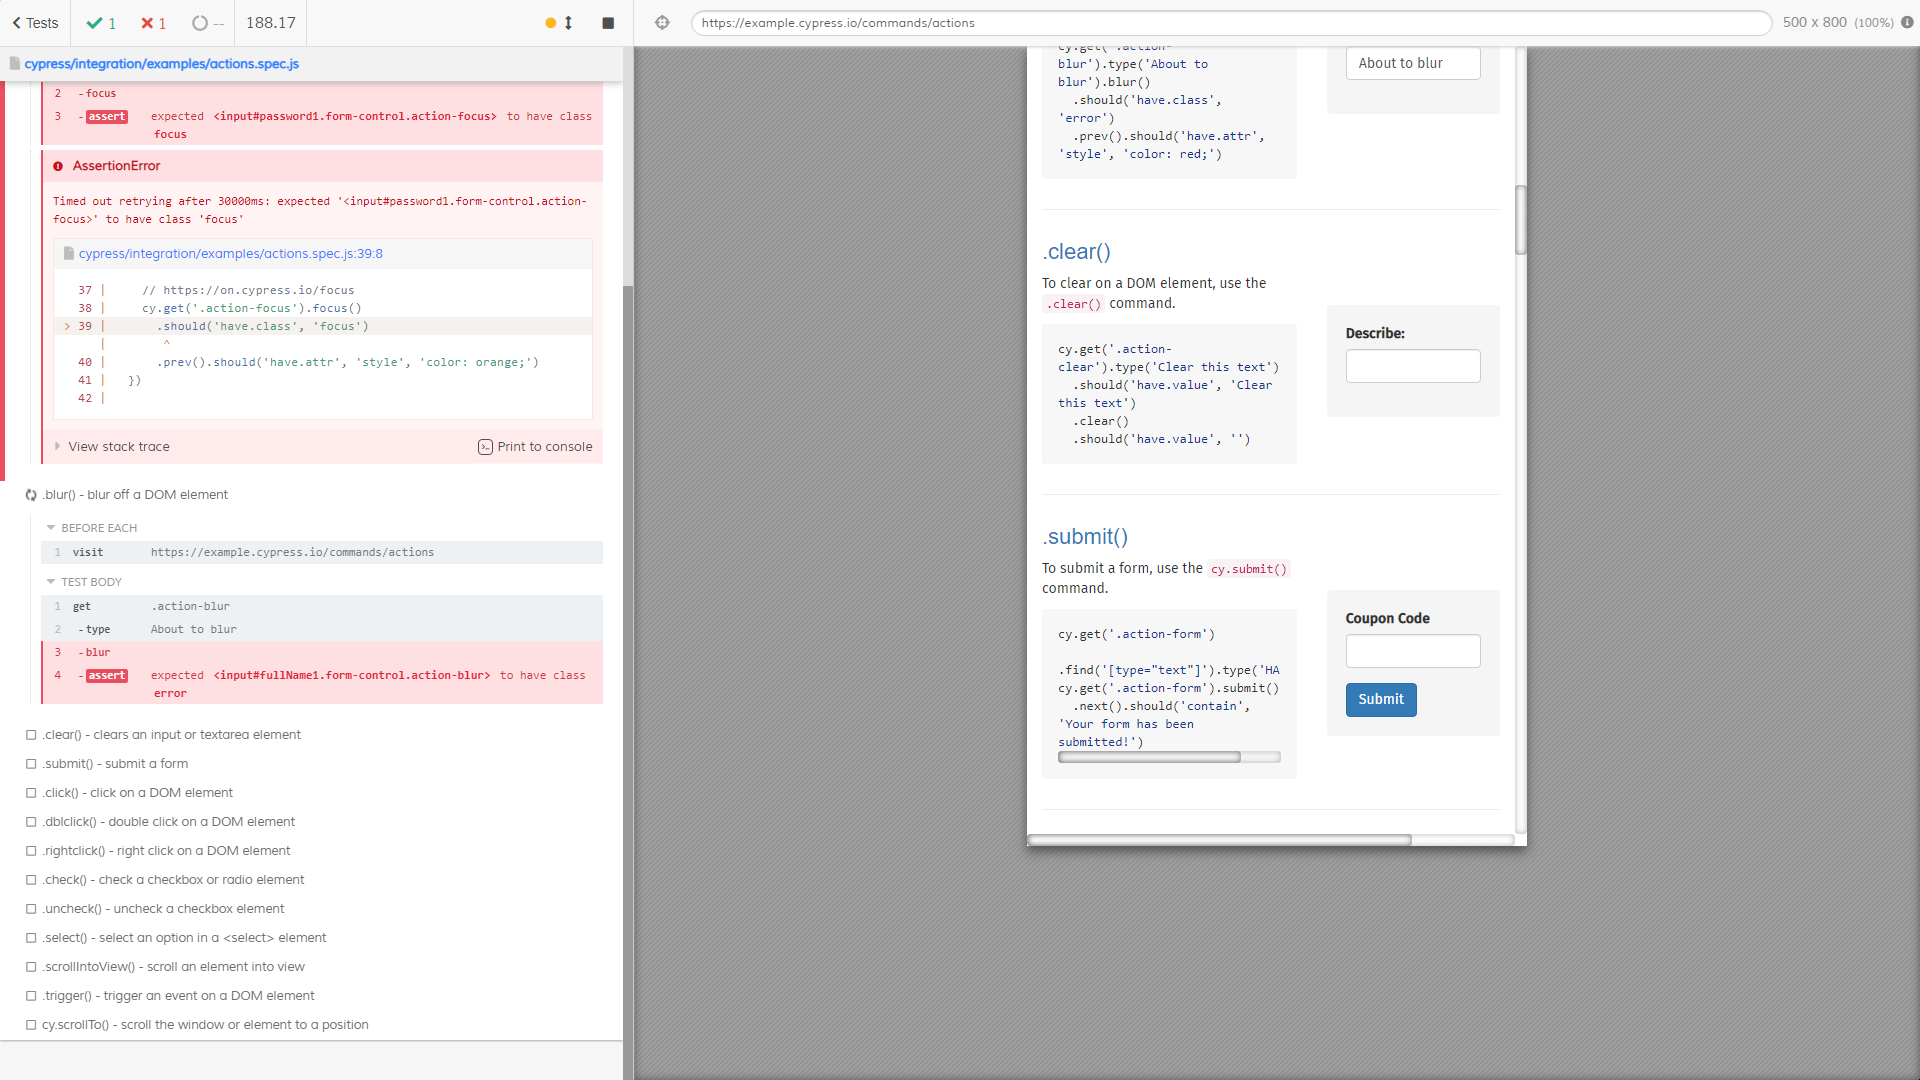 Tests
1
1
--
188.17
https://example.cypress.io/commands/actions
500 x 800 (100%)
cypress/integration/examples/actions.spec.js
2 -focus
3 -assert expected <input#password1.form-control.action-focus> to have class
focus
AssertionError
Timed out retrying after 30000ms: expected '<input#password1.form-control.action-
focus>' to have class 'focus'
cypress/integration/examples/actions.spec.js:39:8
37 | // https://on.cypress.io/focus
38 | cy.get('.action-focus').focus()
> 39 | .should('have.class', 'focus')
| ^
40 | .prev().should('have.attr', 'style', 'color: orange;')
41 | })
42 |
View stack trace
Print to console
.blur() - blur off a DOM element
BEFORE EACH
1 visit https://example.cypress.io/commands/actions
TEST BODY
1 get .action-blur
2 -type About to blur
3 -blur
4 -assert expected <input#fullName1.form-control.action-blur> to have class
error
.clear() - clears an input or textarea element
.submit() - submit a form
.click() - click on a DOM element
.dblclick() - double click on a DOM element
.rightclick() - right click on a DOM element
.check() - check a checkbox or radio element
.uncheck() - uncheck a checkbox element
.select() - select an option in a <select> element
.scrollIntoView() - scroll an element into view
.trigger() - trigger an event on a DOM element
cy.scrollTo() - scroll the window or element to a position
cy.get('.action-
blur').type('About to
blur').blur()
.should('have.class',
'error')
.prev().should('have.attr',
'style', 'color: red;')
About to blur
.clear()
To clear on a DOM element, use the
.clear() command.
cy.get('.action-
clear').type('Clear this text')
.should('have.value', 'Clear
this text')
.clear()
.should('have.value', '')
Describe:
.submit()
To submit a form, use the cy.submit()
command.
cy.get('.action-form')
.find('[type="text"]').type('HA
cy.get('.action-form').submit()
.next().should('contain',
'Your form has been
submitted!')
Coupon Code
Submit